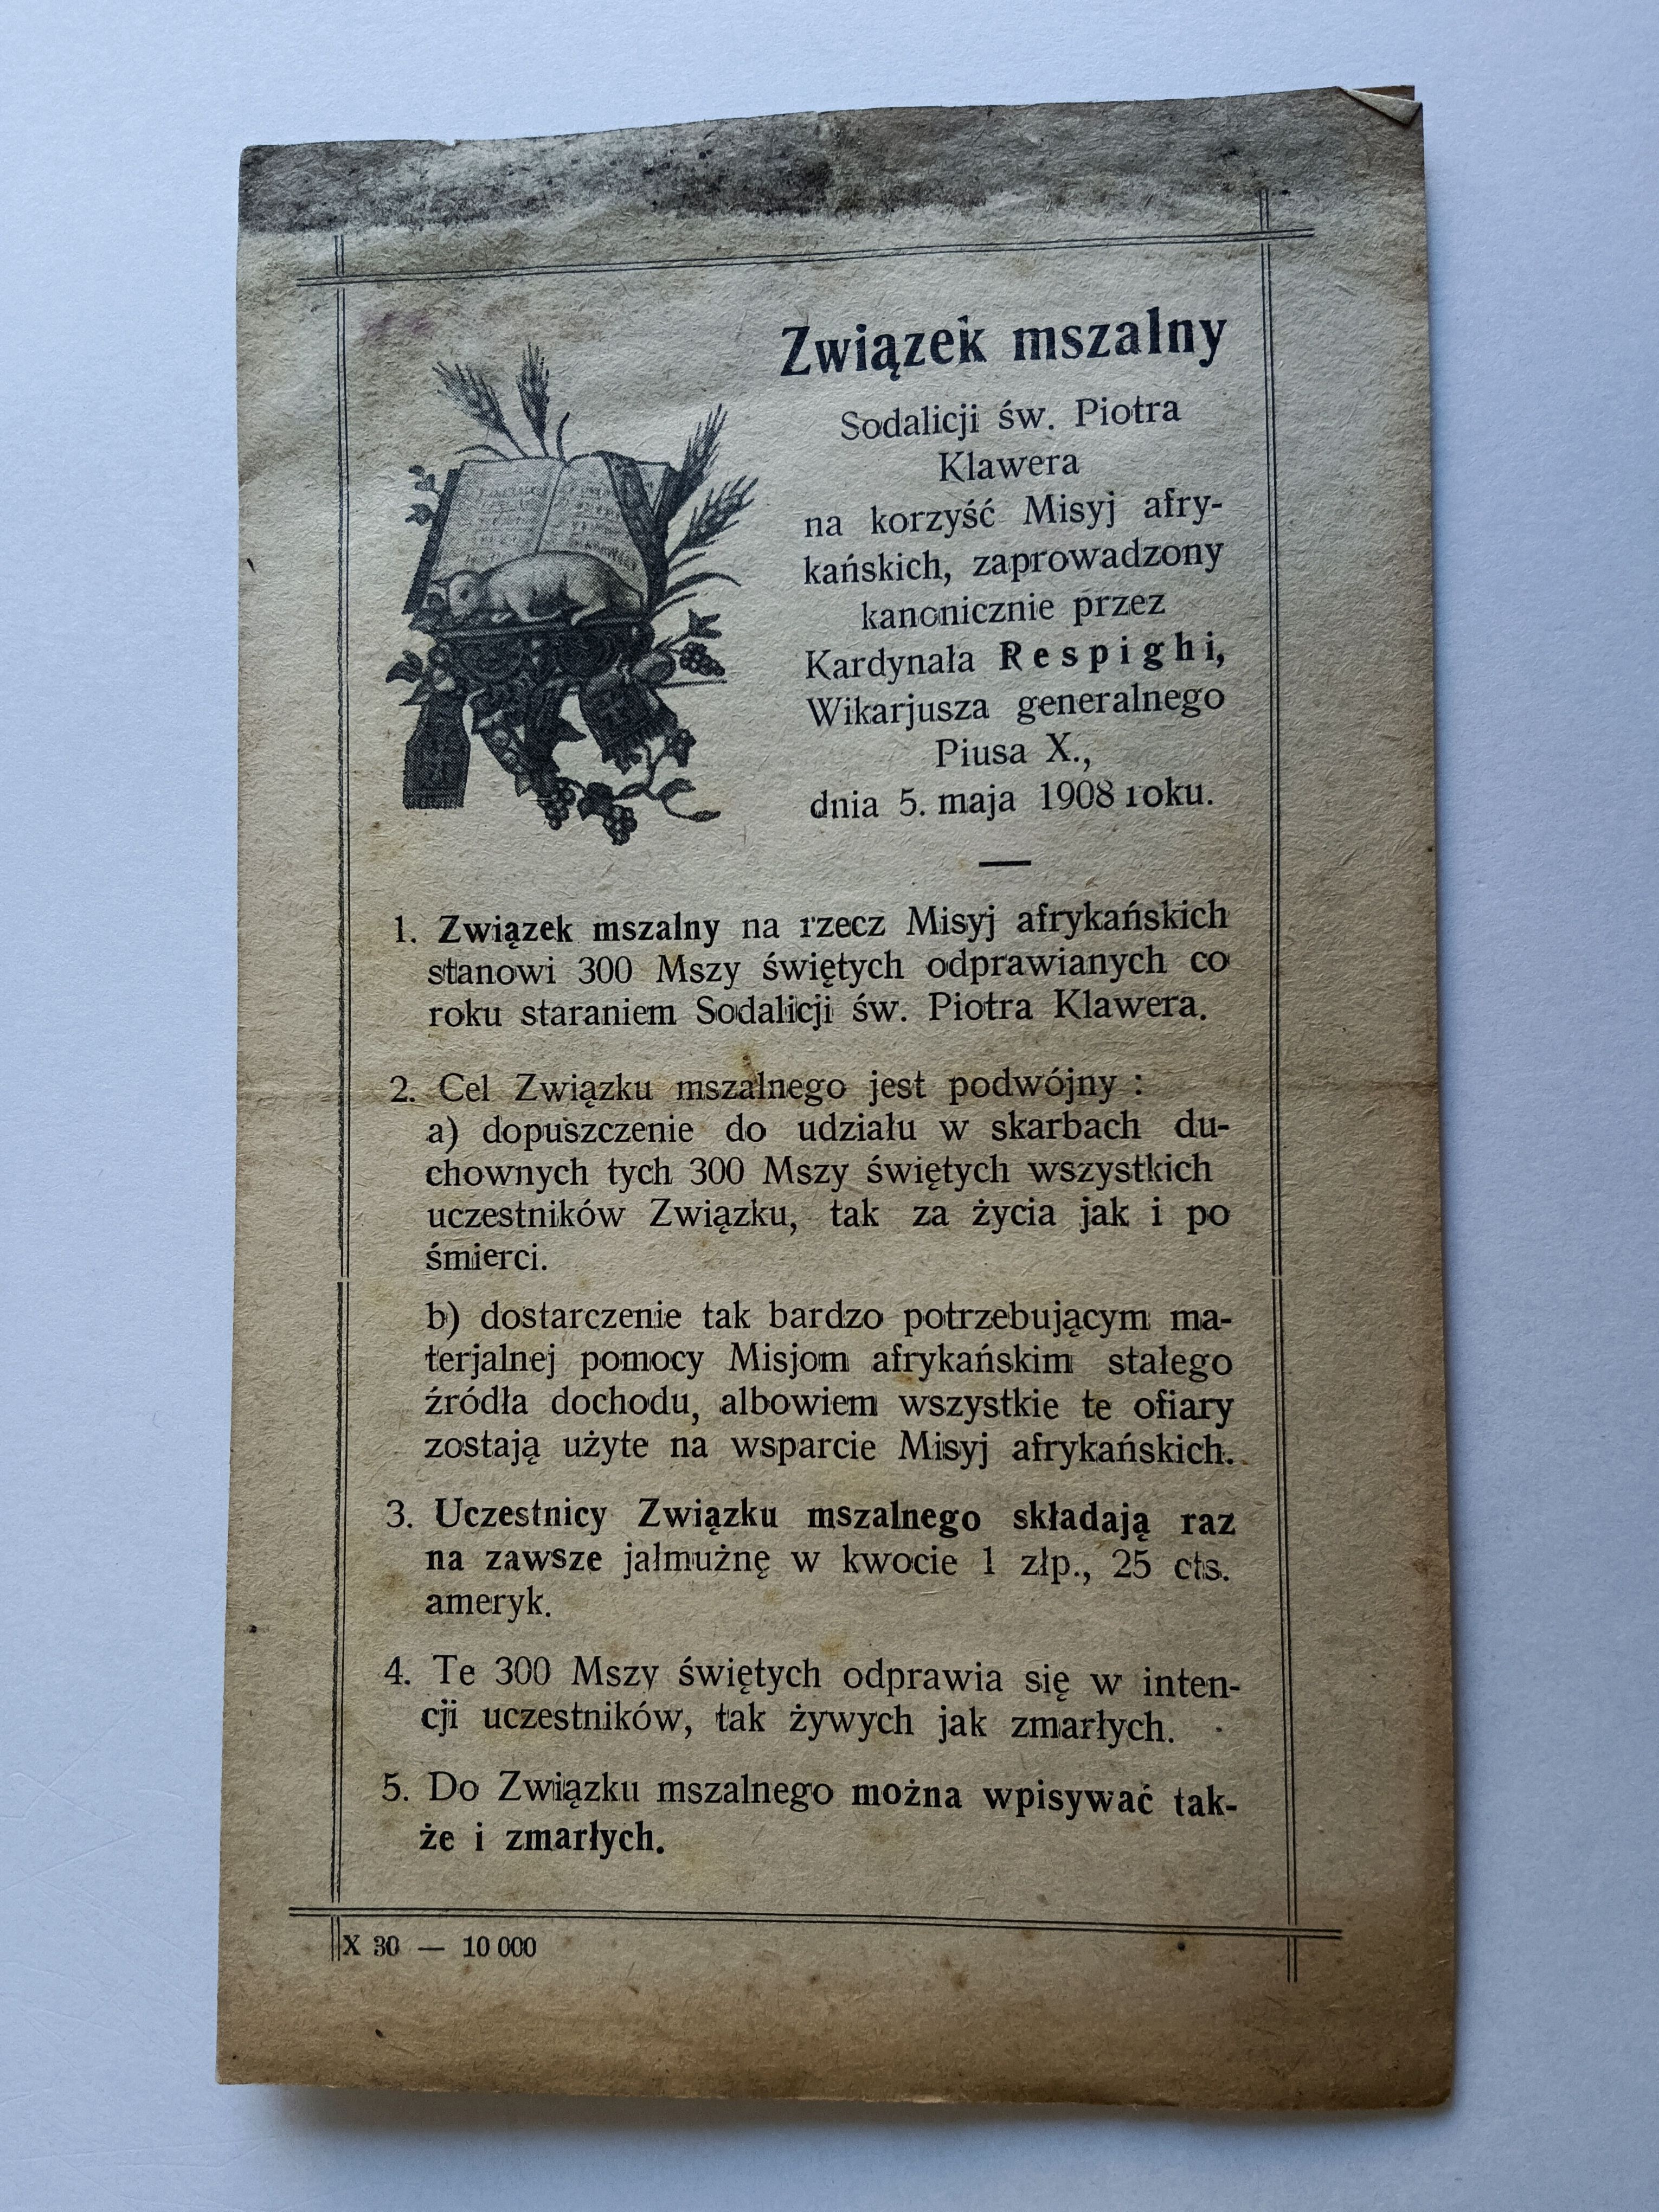 Związek mszalny
Sodalicji św. Piotra
Klawera
na korzyść Misyj afry-
kańskich, zaprowadzony
kanonicznie przez
Kardynała Respighi,
Wikarjusza generalnego
Piusa X.,
dnia 5. maja 1908 roku.
1. Związek mszalny na rzecz Misyj afrykańskich
stanowi 300 Mszy świętych odprawianych co
roku staraniem Sodalicji św. Piotra Klawera.
2. Cel Związku mszalnego jest podwójny :
a) dopuszczenie do udziału w skarbach du-
chownych tych 300 Mszy świętych wszystkich
uczestników Związku, tak za życia jak i po
śmierci.
b) dostarczenie tak bardzo potrzebującym ma-
terjalnej pomocy Misjom afrykańskim stałego
źródła dochodu, albowiem wszystkie te ofiary
zostają użyte na wsparcie Misyj afrykańskich.
3. Uczestnicy Związku mszalnego składają raz
na zawsze jałmużnę w kwocie 1 złp., 25 cts.
ameryk.
4. Te 300 Mszy świętych odprawia się w inten-
cji uczestników, tak żywych jak zmarłych.
5. Do Związku mszalnego można wpisywać tak-
że i zmarłych.
X 30 — 10 000